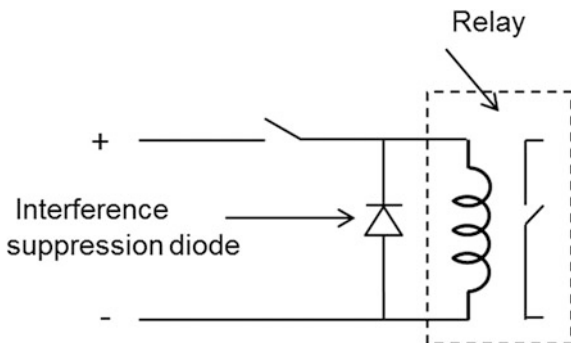 Relay
+
Interference
suppression diode
-